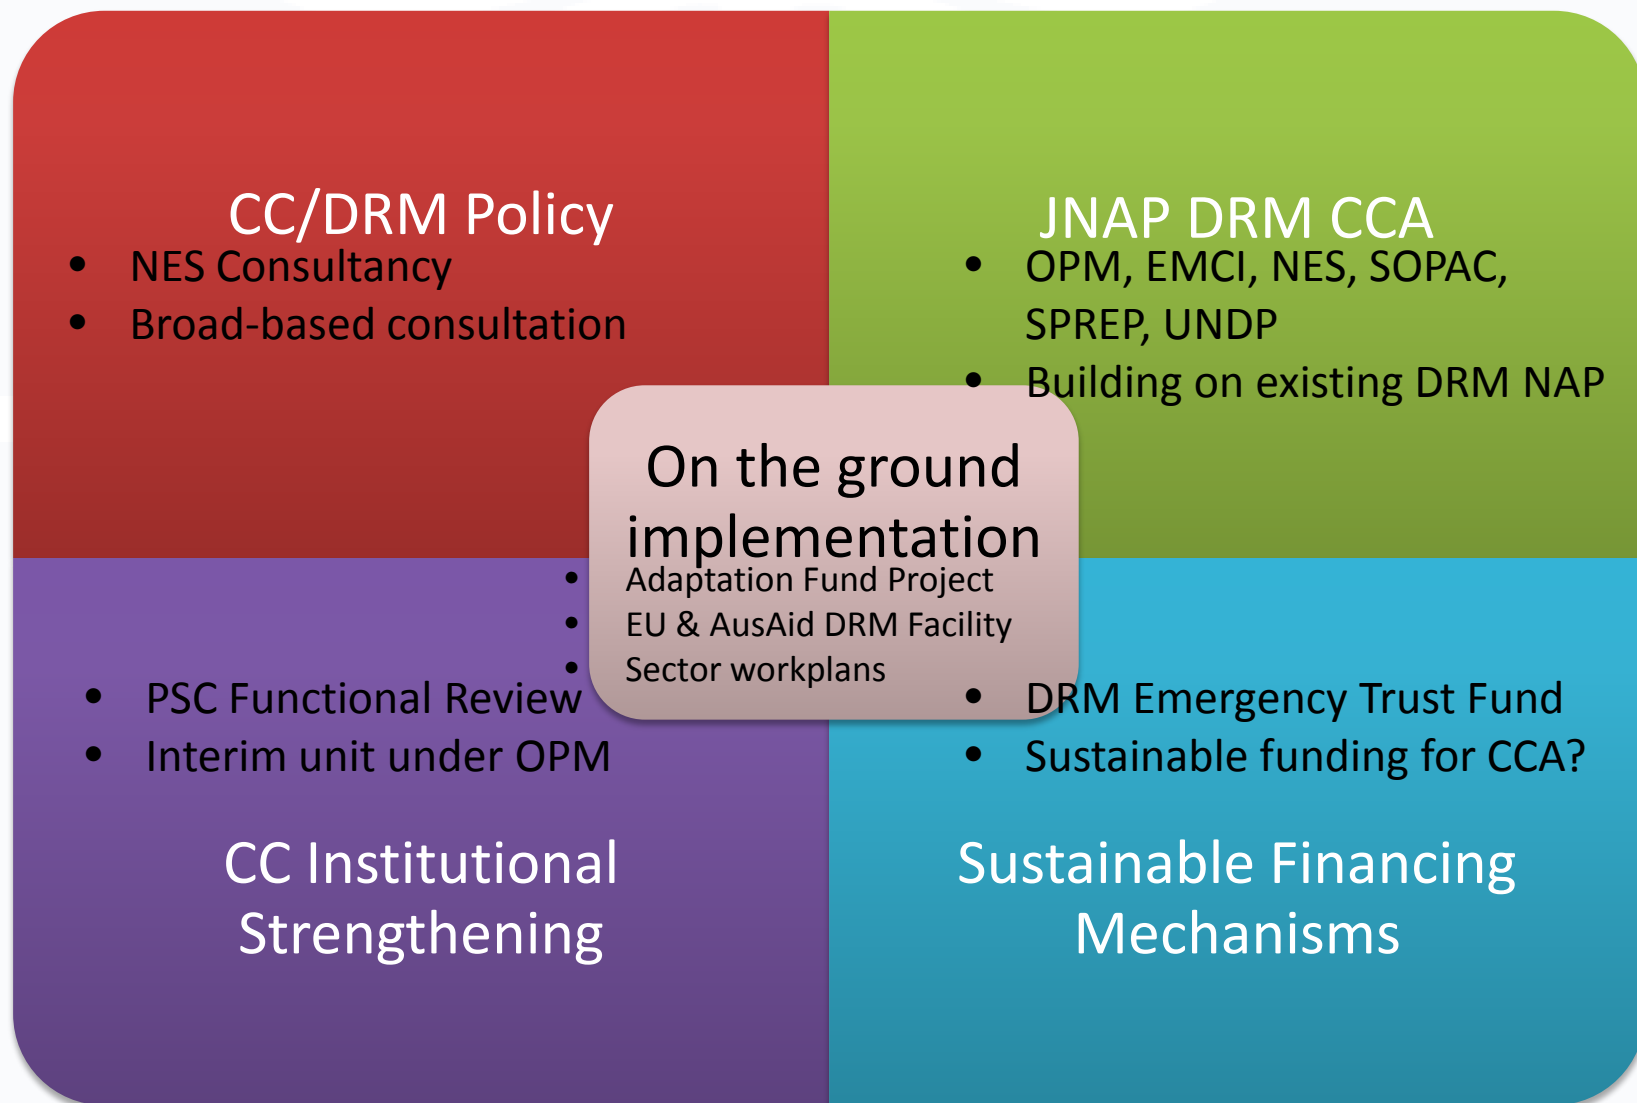 CC/DRM Policy
• NES Consultancy
• Broad-based consultation
JNAP DRM CCA
• OPM, EMCI, NES, SOPAC,
SPREP, UNDP
• Building on existing DRM NAP
On the ground
implementation
• Adaptation Fund Project
• EU & AusAid DRM Facility
• Sector workplans
• PSC Functional Review
• Interim unit under OPM
CC Institutional
Strengthening
• DRM Emergency Trust Fund
• Sustainable funding for CCA?
Sustainable Financing
Mechanisms